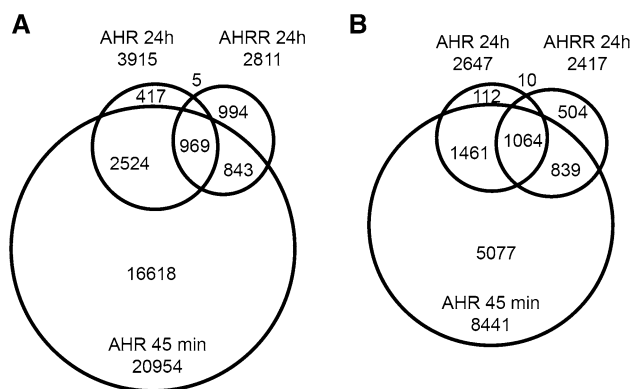 A
AHR 24h
3915
AHRR 24h
2811
5
417
994
969
2524
843
16618
AHR 45 min
20954
B
AHR 24h
2647
AHRR 24h
2417
10
112
504
1064
1461
839
5077
AHR 45 min
8441